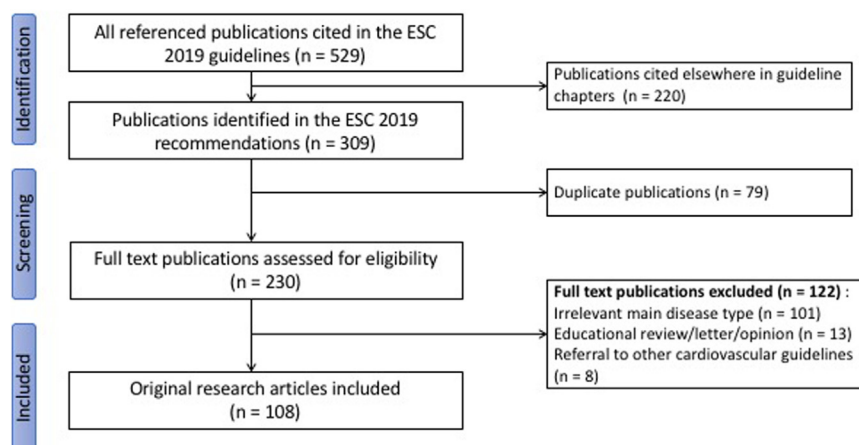 Identification
All referenced publications cited in the ESC
2019 guidelines (n = 529)
Publications cited elsewhere in guideline
chapters (n = 220)
Publications identified in the ESC 2019
recommendations (n = 309)
Screening
Duplicate publications (n = 79)
Full text publications assessed for eligibility
(n = 230)
Full text publications excluded (n = 122) :
Irrelevant main disease type (n = 101)
Educational review/letter/opinion (n = 13)
Referral to other cardiovascular guidelines
(n = 8)
Included
Original research articles included
(n = 108)